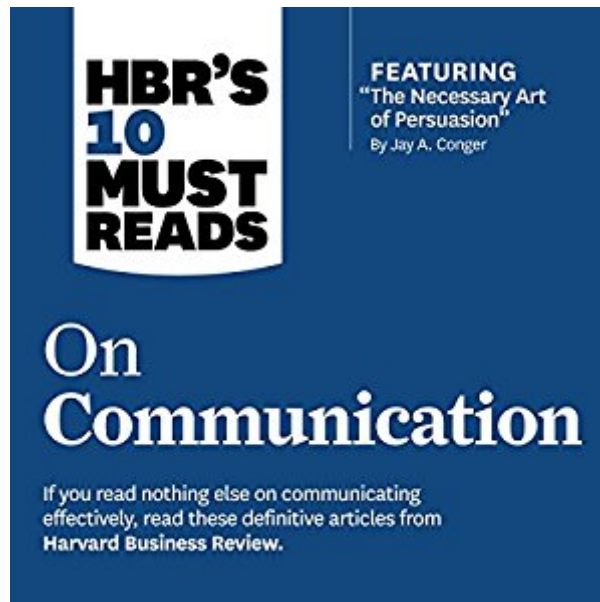 HBR'S
10
MUST
READS
FEATURING
“The Necessary Art
of Persuasion”
By Jay A. Conger
On
Communication
If you read nothing else on communicating
effectively, read these definitive articles from
Harvard Business Review.